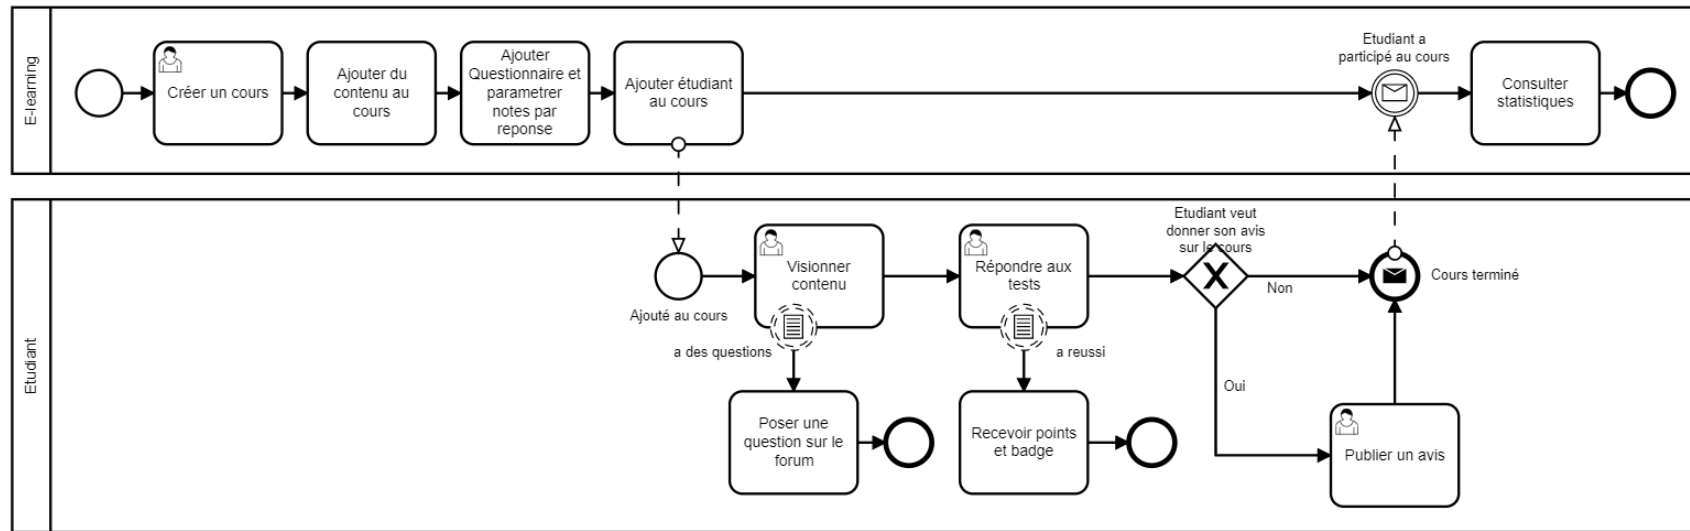 E-learning
Créer un cours
Ajouter du
contenu au
cours
Ajouter
Questionnaire et
parametrer
notes par
reponse
Ajouter étudiant
au cours
Etudiant a
participé au cours
Consulter
statistiques
Etudiant
Ajouté au cours
Visionner
contenu
a des questions
Poser une
question sur le
forum
Répondre aux
tests
a reussi
Recevoir points
et badge
Etudiant veut
donner son avis
sur le cours
Non
Oui
Publier un avis
Cours terminé